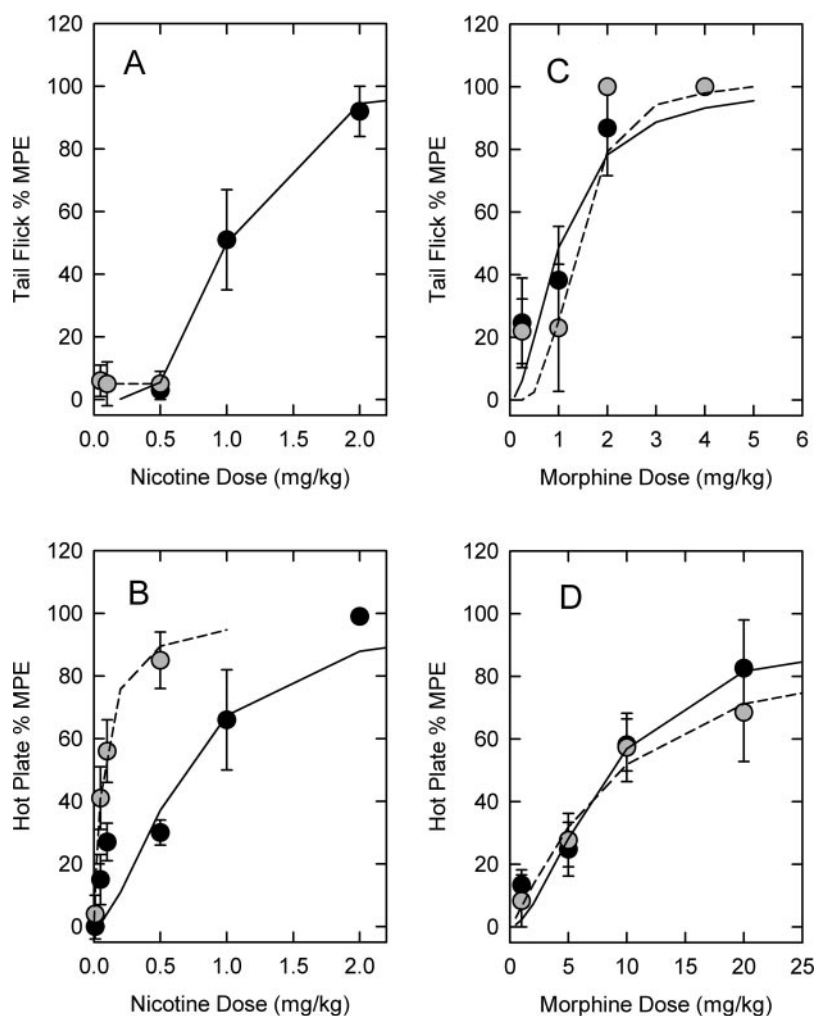 120
100
80
60
40
20
0
Tail Flick % MPE
A
0.0 0.5 1.0 1.5 2.0
Nicotine Dose (mg/kg)
120
100
80
60
40
20
0
Tail Flick % MPE
C
0 1 2 3 4 5 6
Morphine Dose (mg/kg)
120
100
80
60
40
20
0
Hot Plate % MPE
B
0.0 0.5 1.0 1.5 2.0
Nicotine Dose (mg/kg)
120
100
80
60
40
20
0
Hot Plate % MPE
D
0 5 10 15 20 25
Morphine Dose (mg/kg)